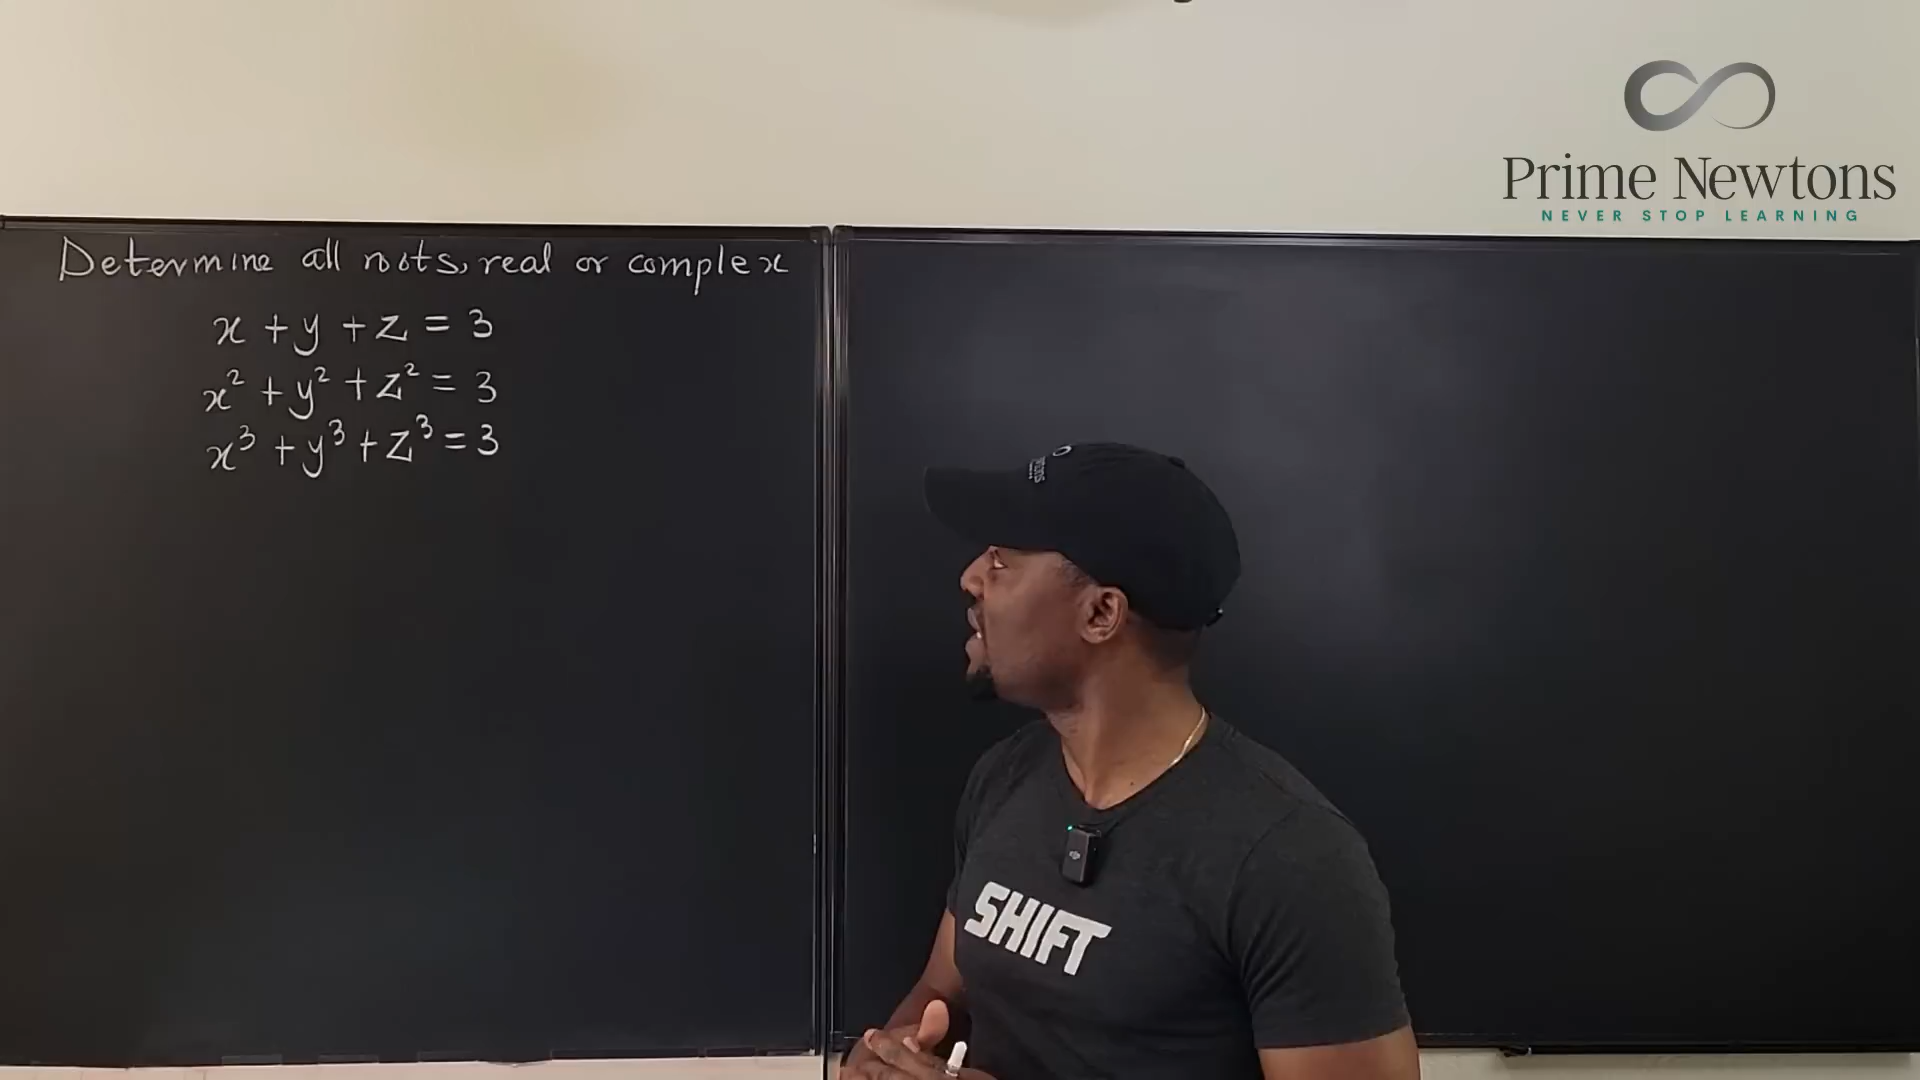 Prime Newtons
NEVER STOP LEARNING
Determine all roots, real or complex
x + y + z = 3
x² + y² + z² = 3
x³ + y³ + z³ = 3
SHIFT